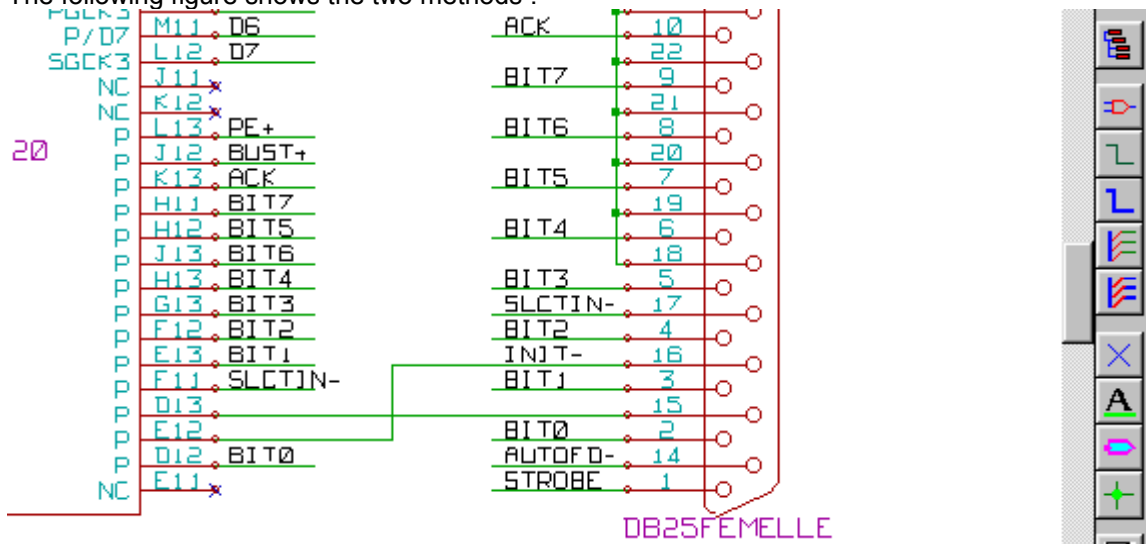 The following figure shows the two methods :
PGCK3
M11 D6 ACK 10
P/D7
L12 D7 22
SGCK3
J11 BIT7 9
NC
K12 21
NC
L13 PE+ BIT6 8
P
20
J12 BUST+ 20
P
K13 ACK BIT5 7
P
H11 BIT7 19
P
H12 BIT5 BIT4 6
P
J13 BIT6 18
P
H13 BIT4 BIT3 5
P
G13 BIT3 SLCTIN- 17
P
F12 BIT2 BIT2 4
P
E13 BIT1 INIT- 16
P
F11 SLCTIN- BIT1 3
P
D13 15
P
E12 BIT0 2
P
D12 BIT0 AUTOFD- 14
P
E11 STROBE 1
NC
DB25FEMELLE
A